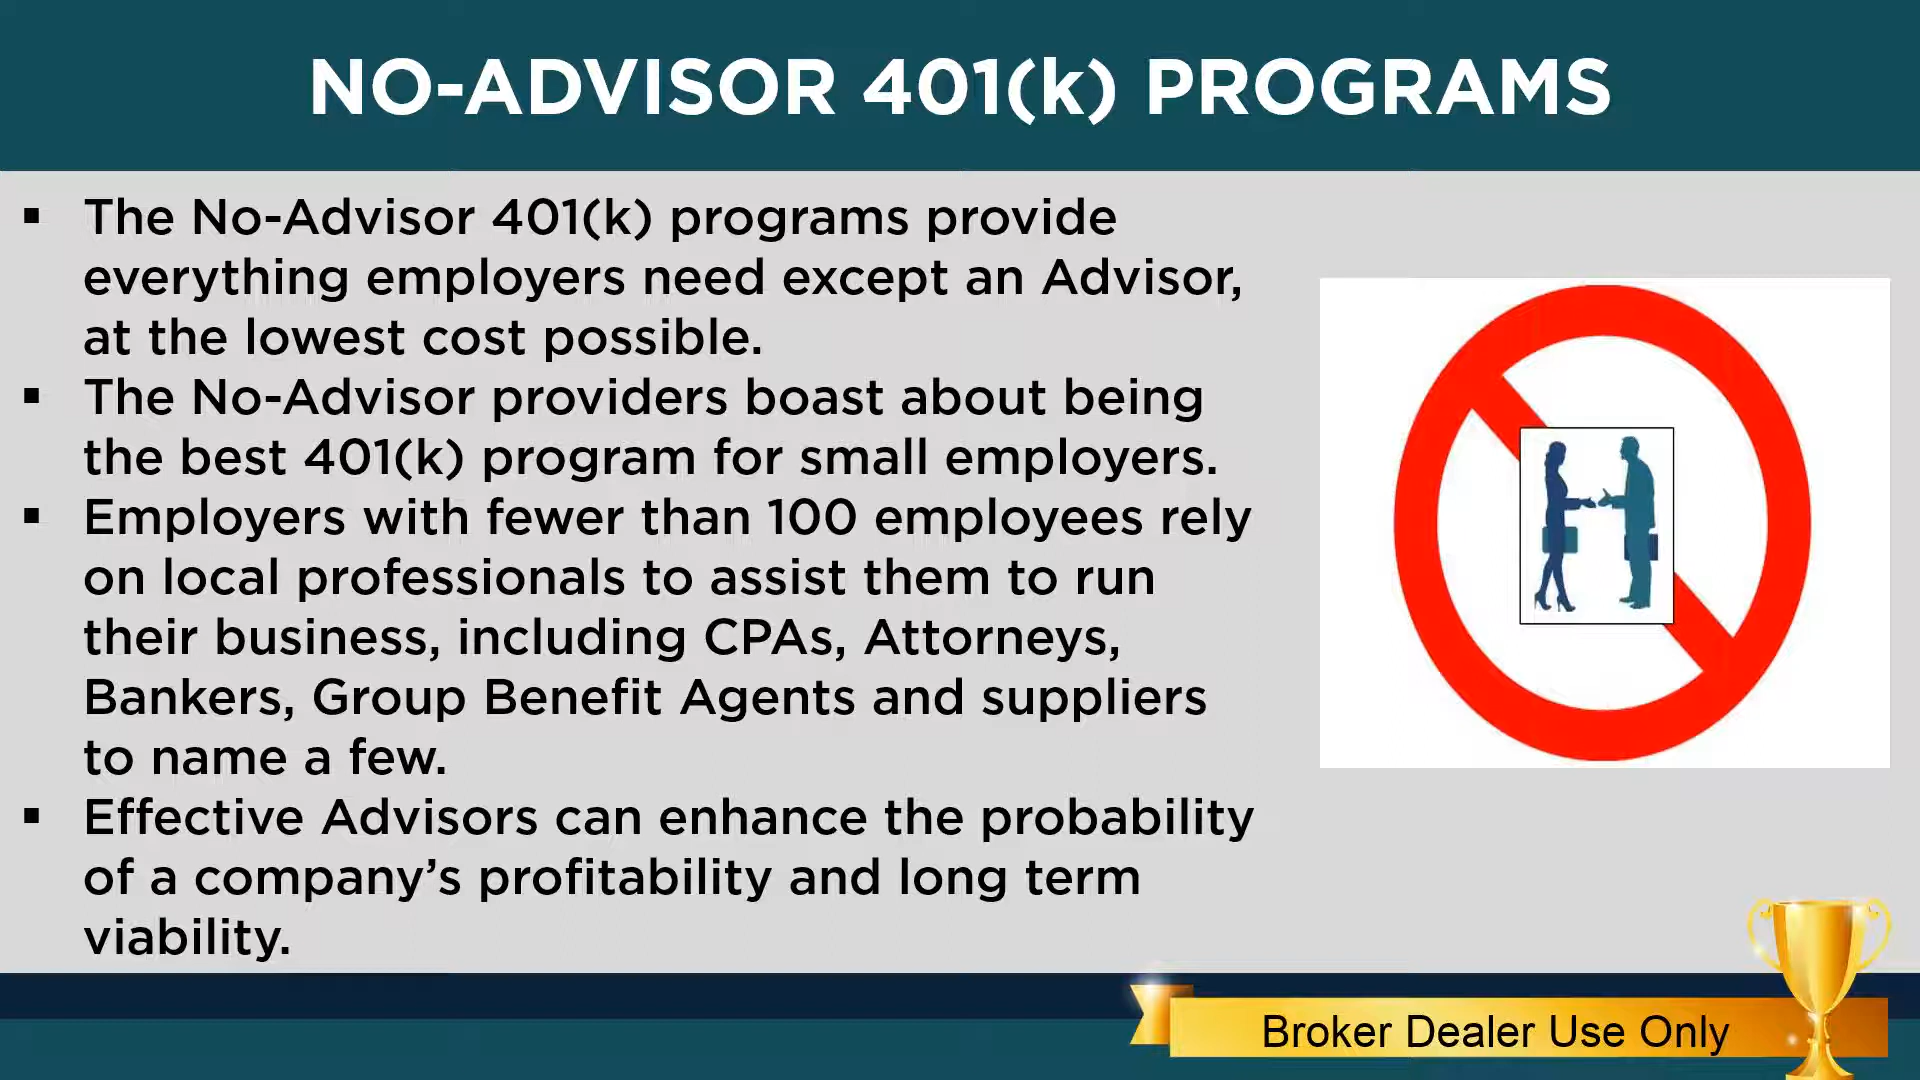 NO-ADVISOR 401(k) PROGRAMS
▪ The No-Advisor 401(k) programs provide
everything employers need except an Advisor,
at the lowest cost possible.
▪ The No-Advisor providers boast about being
the best 401(k) program for small employers.
▪ Employers with fewer than 100 employees rely
on local professionals to assist them to run
their business, including CPAs, Attorneys,
Bankers, Group Benefit Agents and suppliers
to name a few.
▪ Effective Advisors can enhance the probability
of a company’s profitability and long term
viability.
Broker Dealer Use Only